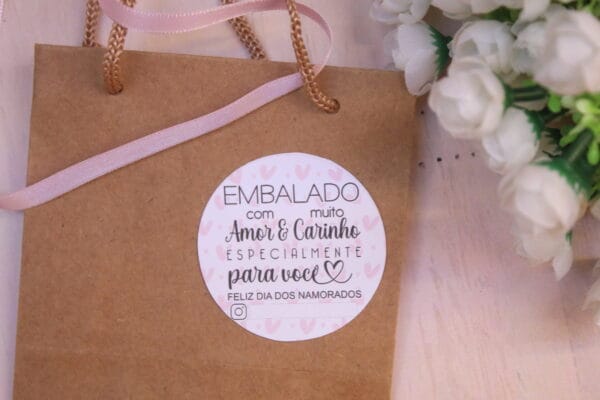 EMBALADO
com muito
Amor & Carinho
ESPECIALMENTE
para você
FELIZ DIA DOS NAMORADOS